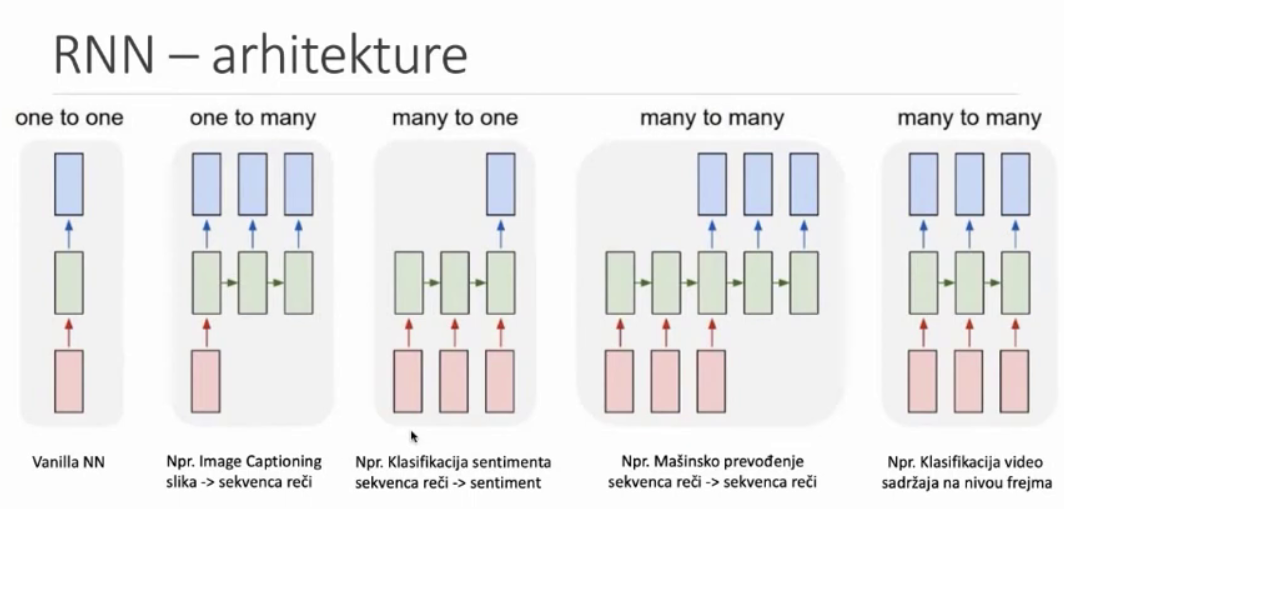 RNN – arhitekture
one to one
one to many
many to one
many to many
many to many
Vanilla NN
Npr. Image Captioning
slika -> sekvenca reči
Npr. Klasifikacija sentimenta
sekvenca reči -> sentiment
Npr. Mašinsko prevođenje
sekvenca reči -> sekvenca reči
Npr. Klasifikacija video
sadržaja na nivou frejma